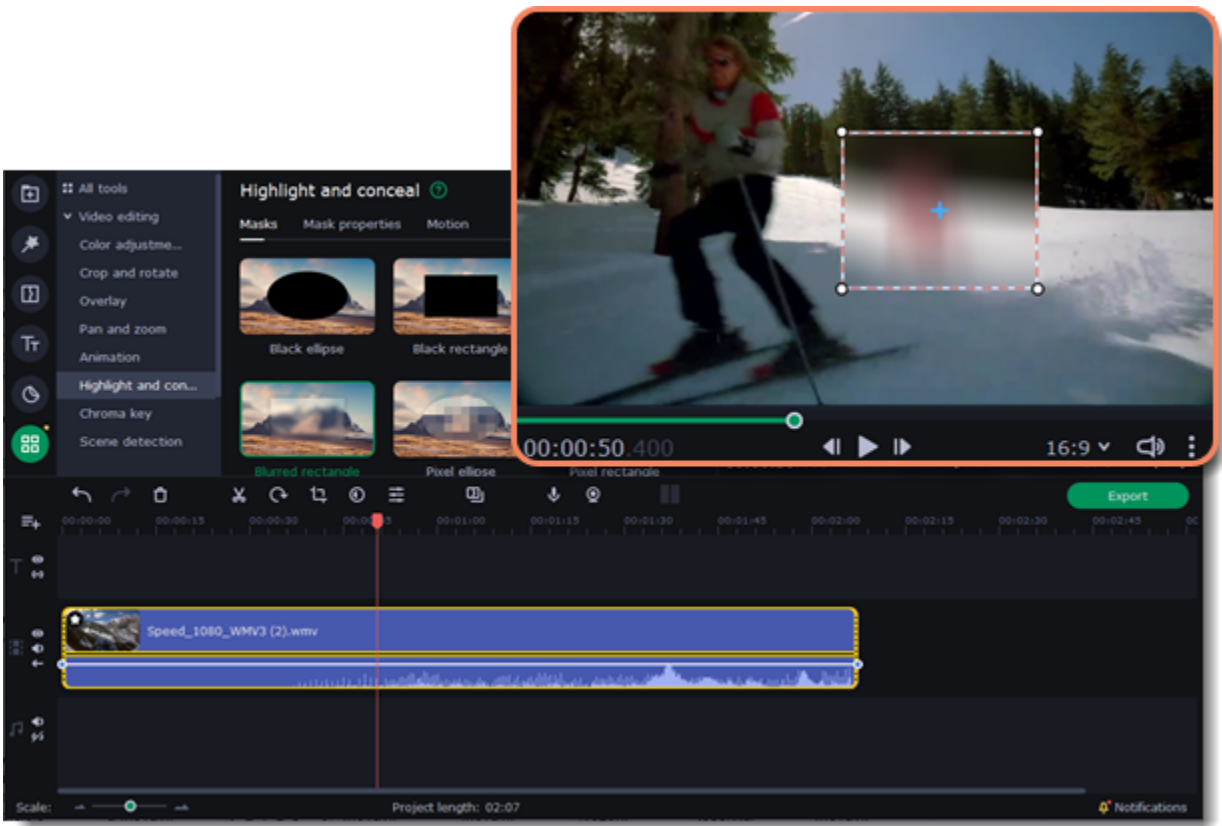 All tools
Video editing
Color adjustme...
Crop and rotate
Overlay
Pan and zoom
Animation
Highlight and con...
Chroma key
Scene detection
Highlight and conceal ?
Masks Mask properties Motion
Black ellipse Black rectangle
Blurred rectangle Pixel ellipse Pixel rectangle
00:00:50.400 16:9
Export
00:00:00 00:00:15 00:00:30 00:01:00 00:01:15 00:01:30 00:01:45 00:02:00 00:02:15 00:02:30 00:02:45
Speed_1080_WMV3 (2).wmv
Scale: Project length: 02:07 Notifications